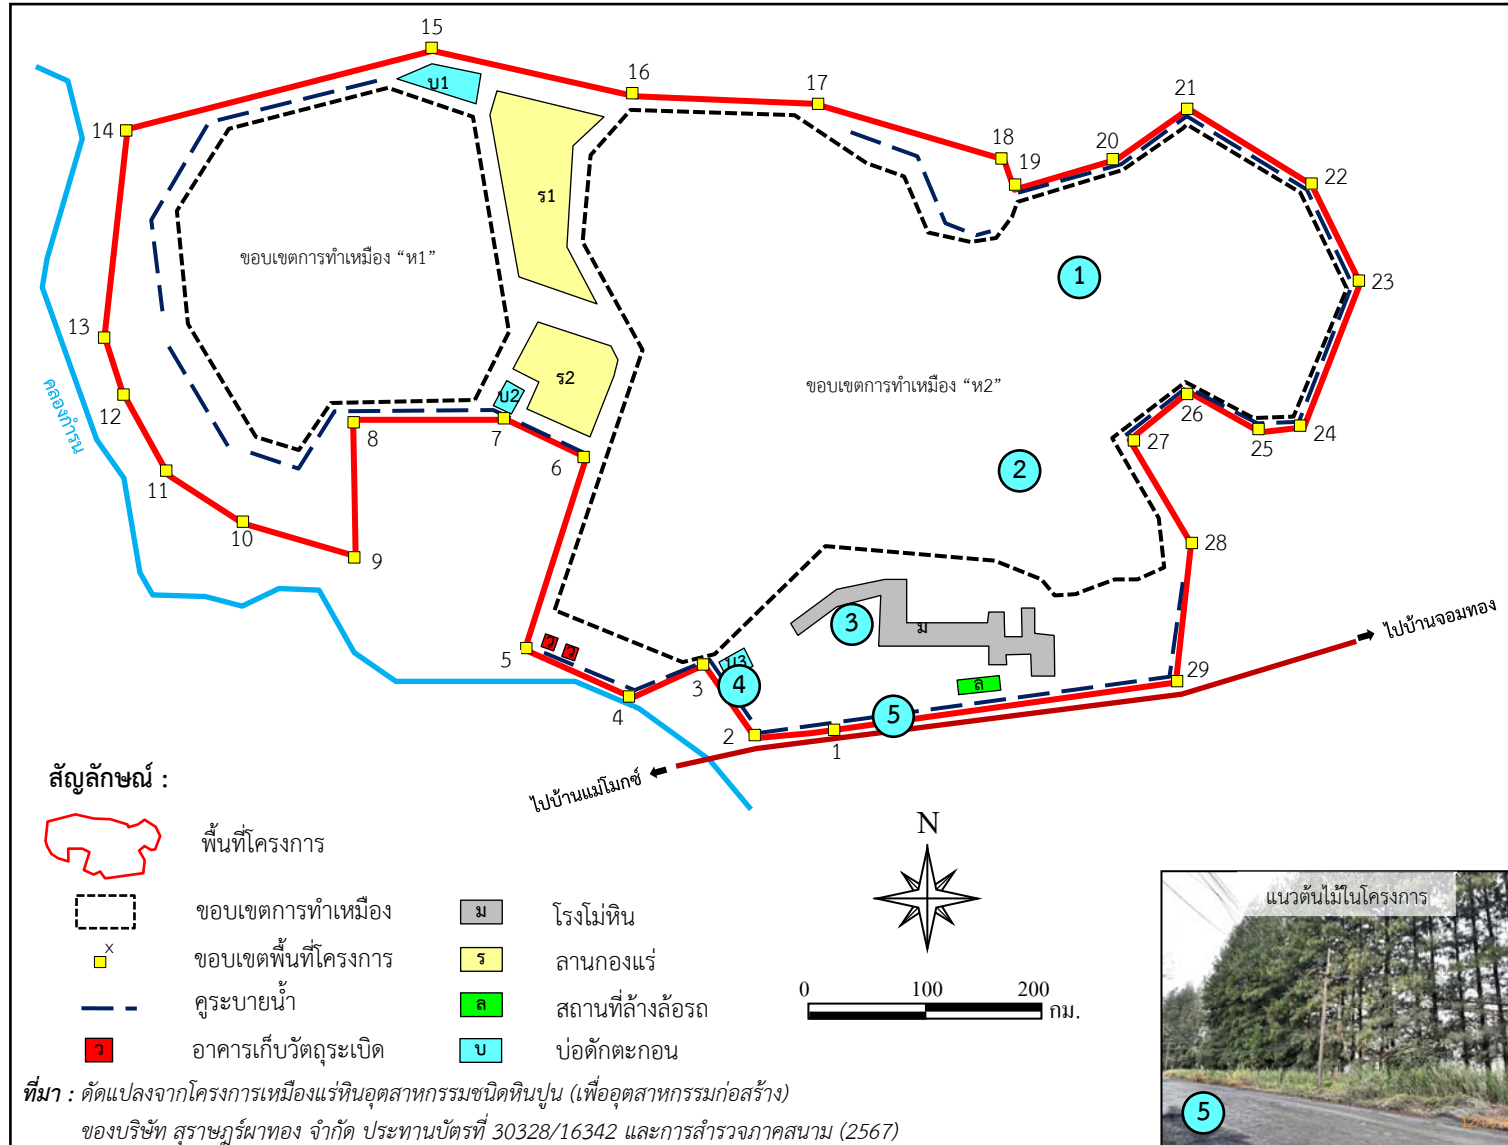 15
16
17
21
14
18
20
19
22
บ1
ร1
ขอบเขตการทำเหมือง “ห1”
1
23
13
ร2
ขอบเขตการทำเหมือง “ห2”
คลองกำรน
12
บ2
8
7
6
26
27
25
24
11
10
9
2
28
5
ว
ว
3
ม
ไปบ้านจอมทอง
4
3
บ3
4
ล
29
2
1
5
ไปบ้านแม่โมกข์
สัญลักษณ์ :
พื้นที่โครงการ
ขอบเขตการทำเหมือง
ม โรงโม่หิน
x ขอบเขตพื้นที่โครงการ
ร ลานกองแร่
คูระบายน้ำ
ล สถานที่ล้างล้อรถ
ว อาคารเก็บวัตถุระเบิด
บ บ่อดักตะกอน
N
0 100 200 กม.
แนวต้นไม้ในโครงการ
5
ที่มา : ดัดแปลงจากโครงการเหมืองแร่หินอุตสาหกรรมชนิดหินปูน (เพื่ออุตสาหกรรมก่อสร้าง)
ของบริษัท สุราษฎร์ผาทอง จำกัด ประทานบัตรที่ 30328/16342 และการสำรวจภาคสนาม (2567)